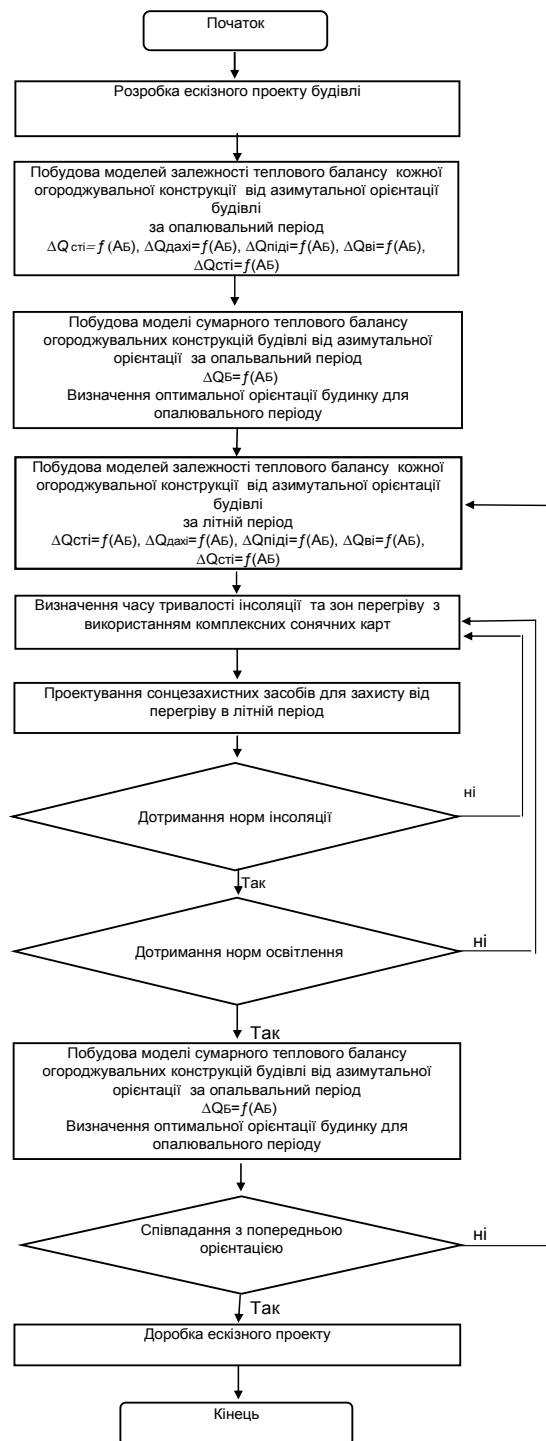 Початок
Розробка ескізного проекту будівлі
Побудова моделей залежності теплового балансу кожної
огороджувальної конструкції від азимутальної орієнтації
будівлі
за опалювальний період
ΔQсті=f(АБ), ΔQдахі=f(АБ), ΔQпіді=f(АБ), ΔQві=f(АБ),
ΔQсті=f(АБ)
Побудова моделі сумарного теплового балансу
огороджувальних конструкцій будівлі від азимутальної
орієнтації за опальвальний період
ΔQБ=f(АБ)
Визначення оптимальної орієнтації будинку для
опалювального періоду
Побудова моделей залежності теплового балансу кожної
огороджувальної конструкції від азимутальної орієнтації
будівлі
за літній період
ΔQсті=f(АБ), ΔQдахі=f(АБ), ΔQпіді=f(АБ), ΔQві=f(АБ),
ΔQсті=f(АБ)
Визначення часу тривалості інсоляції та зон перегріву з
використанням комплексних сонячних карт
Проектування сонцезахистних засобів для захисту від
перегріву в літній період
ні
Дотримання норм інсоляції
Так
ні
Дотримання норм освітлення
Так
Побудова моделі сумарного теплового балансу
огороджувальних конструкцій будівлі від азимутальної
орієнтації за опальвальний період
ΔQБ=f(АБ)
Визначення оптимальної орієнтації будинку для
опалювального періоду
Співпадання з попередньою
ні
орієнтацією
Так
Доробка ескізного проекту
Кінець